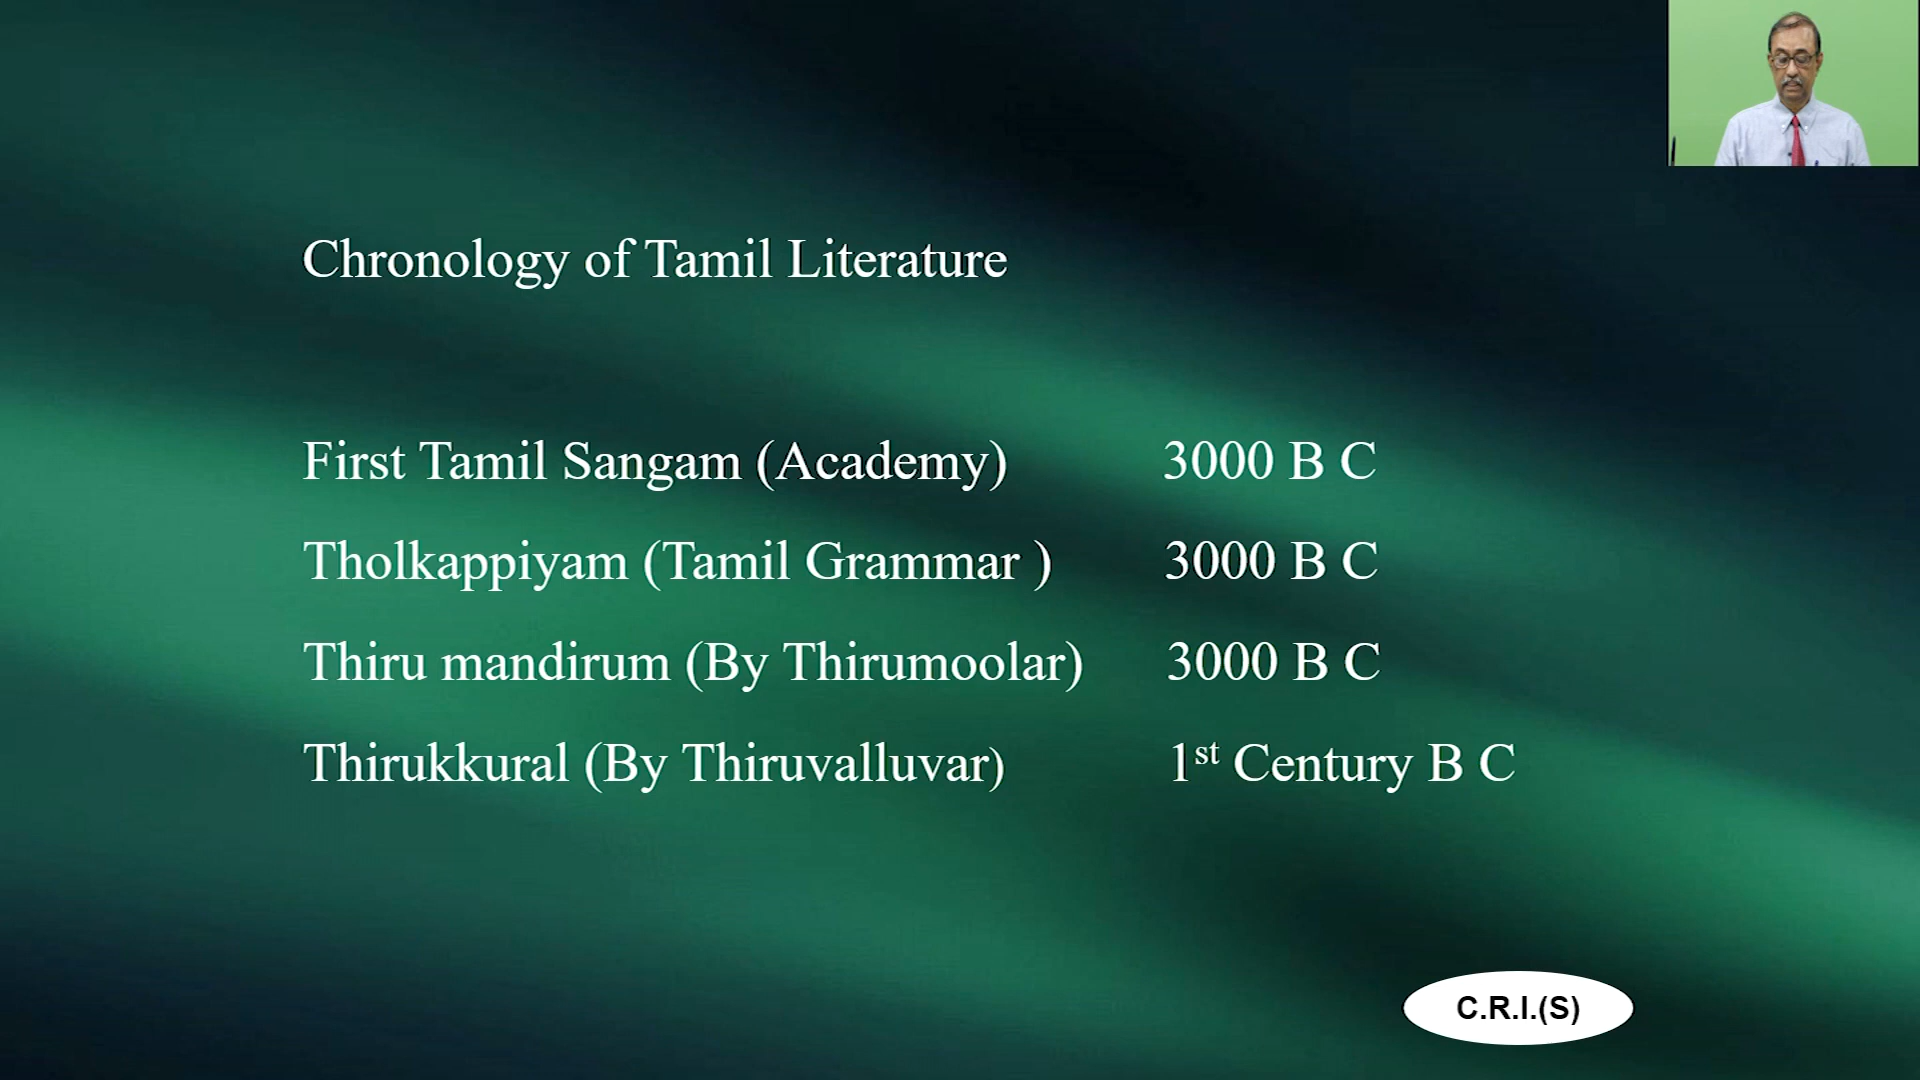 Chronology of Tamil Literature
First Tamil Sangam (Academy) 3000 B C
Tholkappiyam (Tamil Grammar ) 3000 B C
Thiru mandirum (By Thirumoolar) 3000 B C
Thirukkural (By Thiruvalluvar) 1st Century B C
C.R.I.(S)